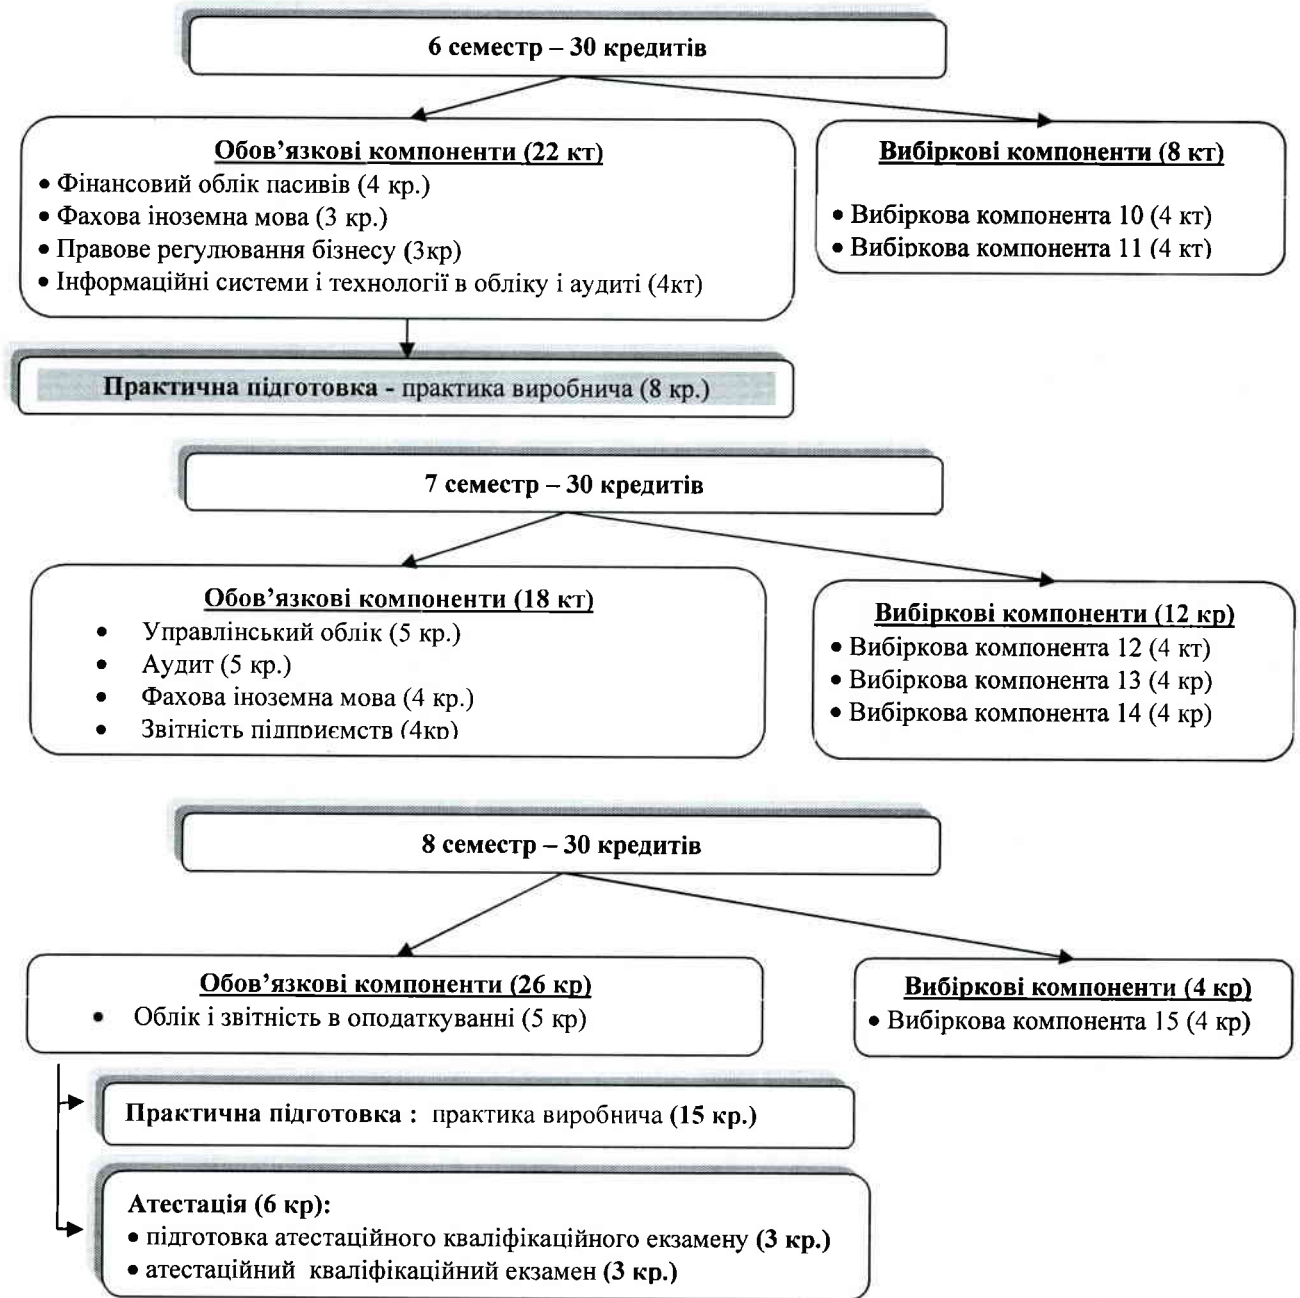 6 семестр – 30 кредитів
Обов'язкові компоненти (22 кт)
• Фінансовий облік пасивів (4 кр.)
• Фахова іноземна мова (3 кр.)
• Правове регулювання бізнесу (3кр)
• Інформаційні системи і технології в обліку і аудиті (4кт)
Вибіркові компоненти (8 кт)
• Вибіркова компонента 10 (4 кт)
• Вибіркова компонента 11 (4 кт)
Практична підготовка - практика виробнича (8 кр.)
7 семестр – 30 кредитів
Обов'язкові компоненти (18 кт)
• Управлінський облік (5 кр.)
• Аудит (5 кр.)
• Фахова іноземна мова (4 кр.)
• Звітність підприємств (4кр)
Вибіркові компоненти (12 кр)
• Вибіркова компонента 12 (4 кт)
• Вибіркова компонента 13 (4 кр)
• Вибіркова компонента 14 (4 кр)
8 семестр – 30 кредитів
Обов'язкові компоненти (26 кр)
• Облік і звітність в оподаткуванні (5 кр)
Вибіркові компоненти (4 кр)
• Вибіркова компонента 15 (4 кр)
Практична підготовка : практика виробнича (15 кр.)
Атестація (6 кр):
• підготовка атестаційного кваліфікаційного екзамену (3 кр.)
• атестаційний кваліфікаційний екзамен (3 кр.)